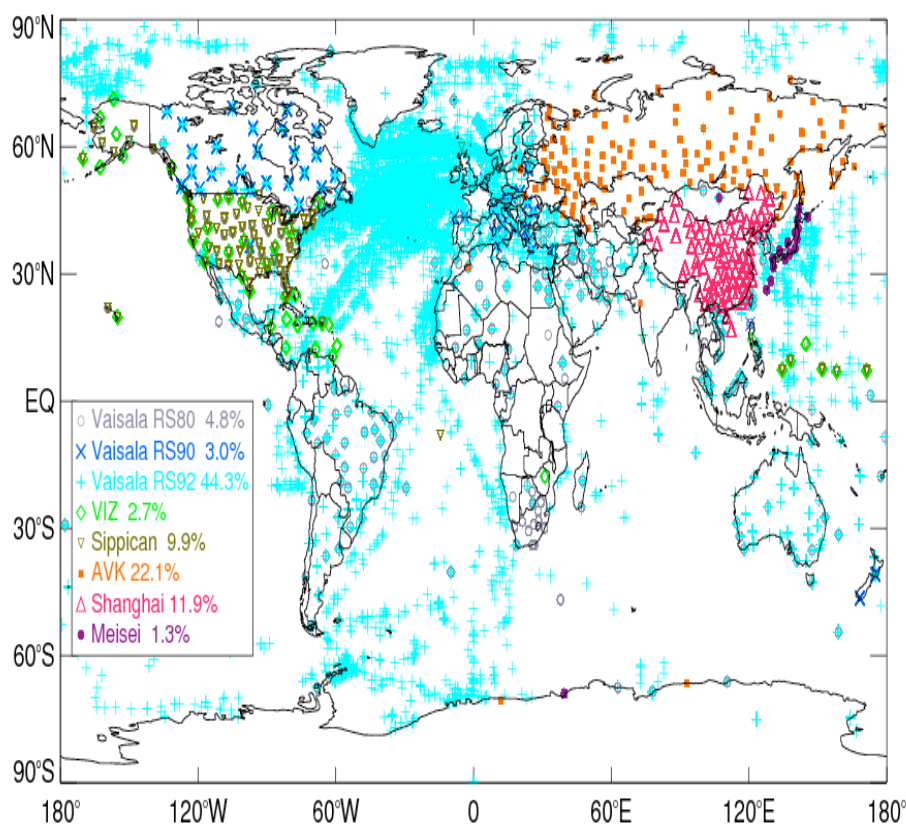 90°N
60°N
30°N
EQ
30°S
60°S
90°S
Vaisala RS80 4.8%
Vaisala RS90 3.0%
Vaisala RS92 44.3%
VIZ 2.7%
Sippican 9.9%
AVK 22.1%
Shanghai 11.9%
Meisei 1.3%
180° 120°W 60°W 0 60°E 120°E 180°